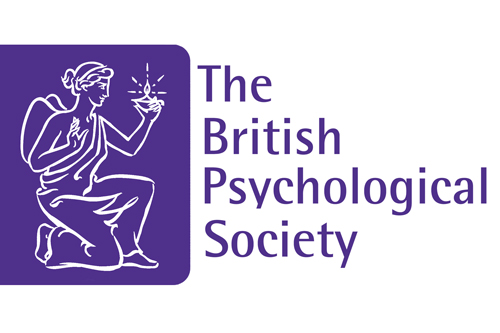 The
British
Psychological
Society